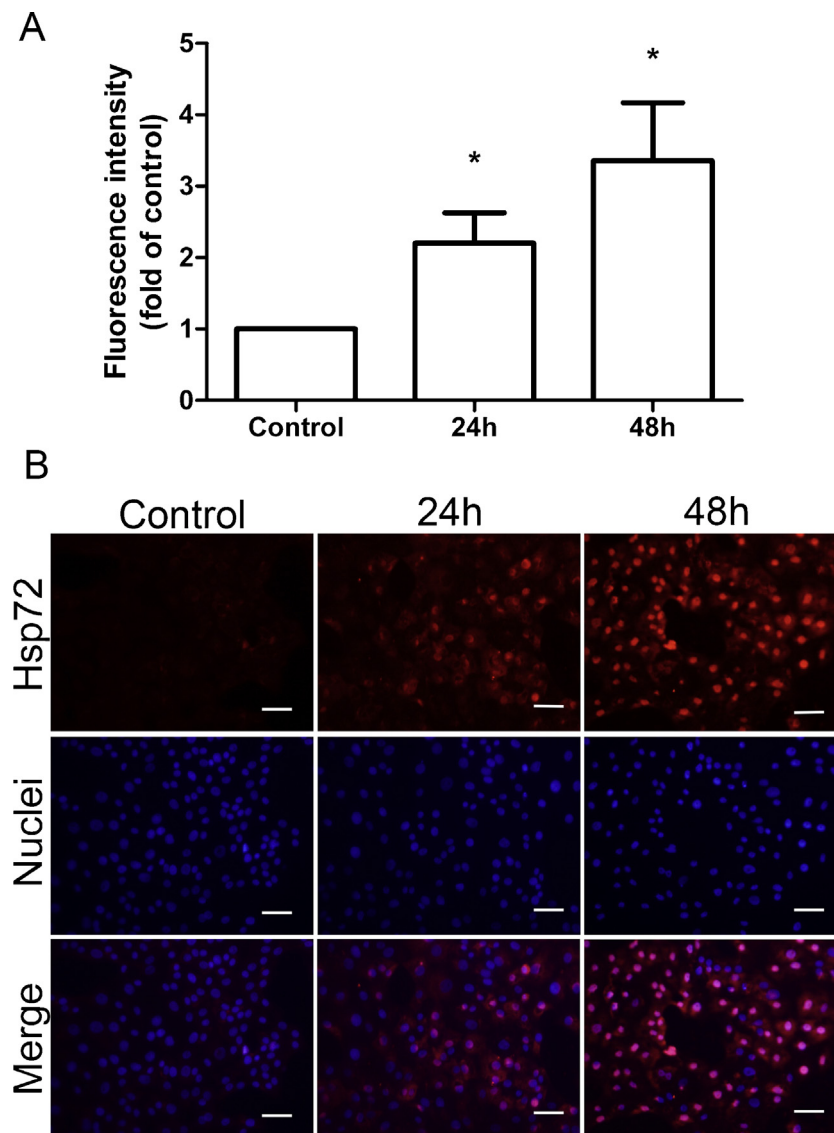 A
Fluorescence intensity
(fold of control)
5
4
3
2
1
0
*
*
Control 24h 48h
B
Control 24h 48h
Hsp72
Nuclei
Merge